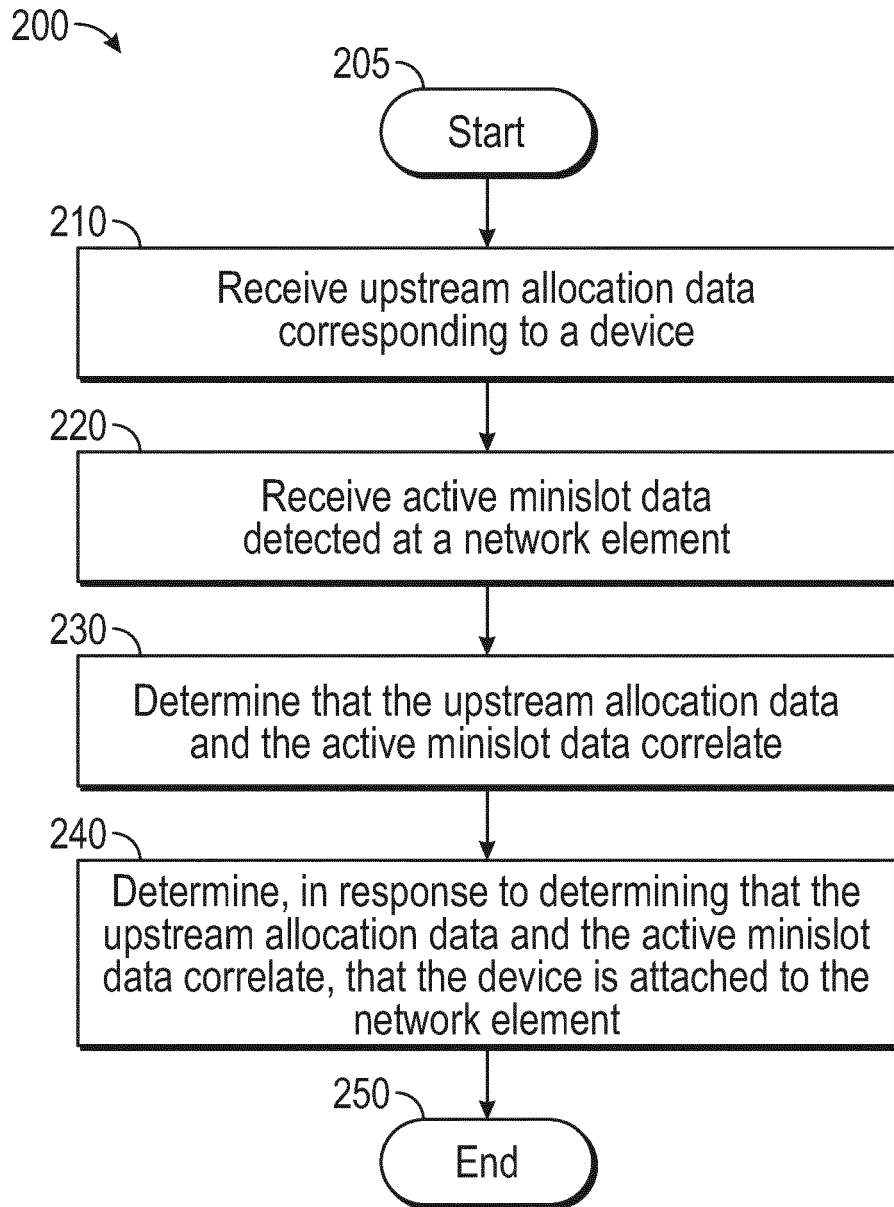 200
205
Start
210
Receive upstream allocation data
corresponding to a device
220
Receive active minislot data
detected at a network element
230
Determine that the upstream allocation data
and the active minislot data correlate
240
Determine, in response to determining that the
upstream allocation data and the active minislot
data correlate, that the device is attached to the
network element
250
End